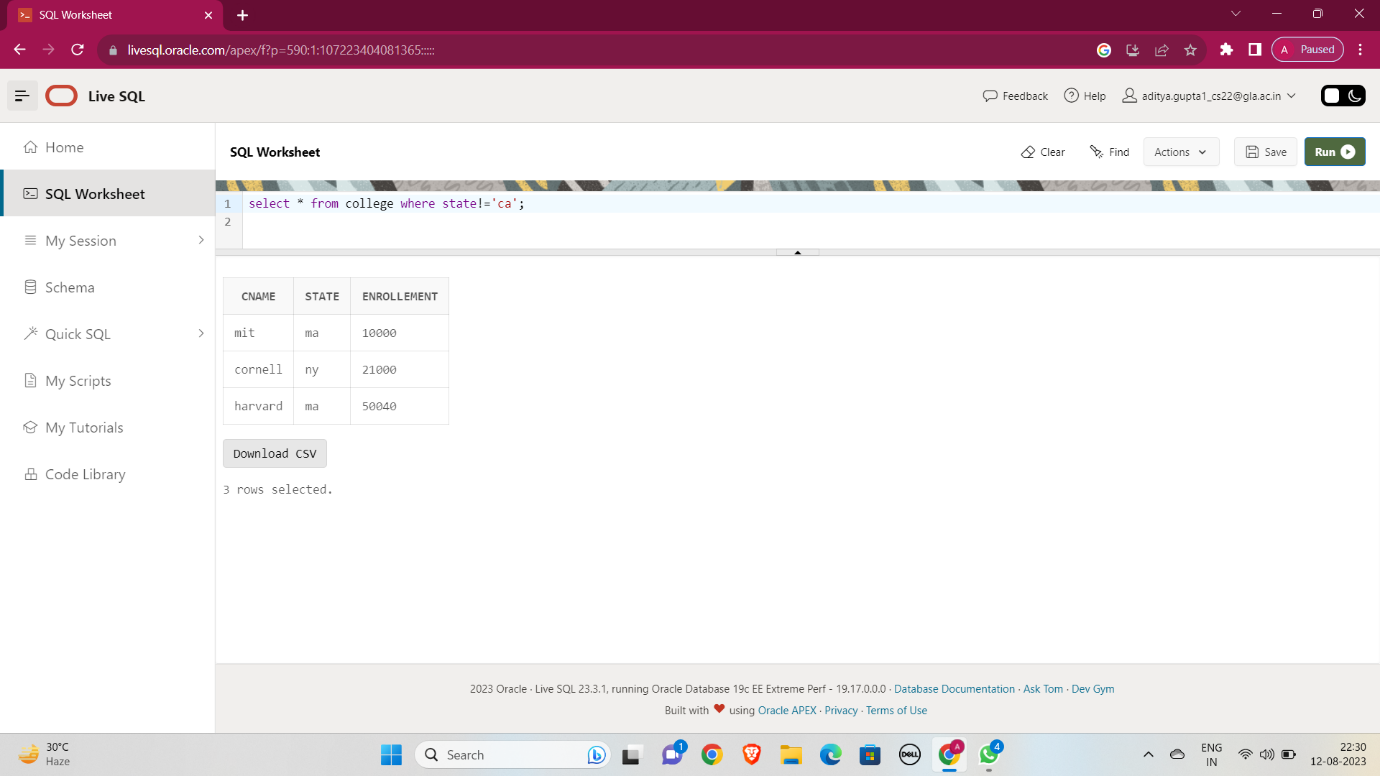 SQL Worksheet
livesql.oracle.com/apex/f?p=590:1:107223404081365:::::
A Paused
Live SQL
Feedback
Help
aditya.gupta1_cs22@gla.ac.in
Home
SQL Worksheet
My Session
Schema
Quick SQL
My Scripts
My Tutorials
Code Library
SQL Worksheet
Clear
Find
Actions
Save
Run
1 select * from college where state!='ca';
2
CNAME STATE ENROLLEMENT
mit ma 10000
cornell ny 21000
harvard ma 50040
Download CSV
3 rows selected.
2023 Oracle · Live SQL 23.3.1, running Oracle Database 19c EE Extreme Perf - 19.17.0.0.0 · Database Documentation · Ask Tom · Dev Gym
Built with ❤ using Oracle APEX · Privacy · Terms of Use
30°C
Haze
Search
1
DELL
A
4
ENG
IN
22:30
12-08-2023